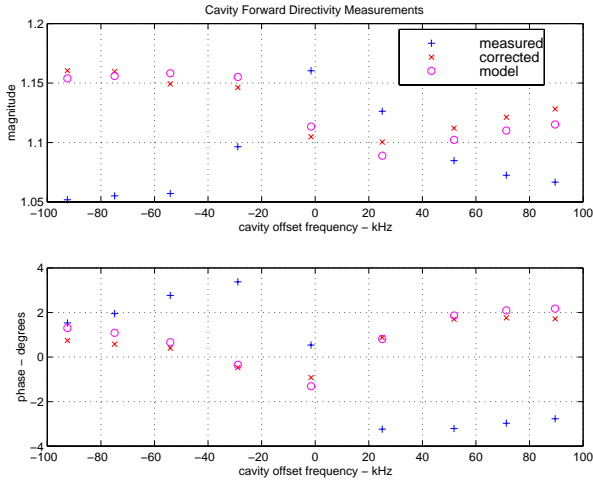 Cavity Forward Directivity Measurements
1.2
1.15
1.1
1.05
magnitude
measured
corrected
model
−100 −80 −60 −40 −20 0 20 40 60 80 100
cavity offset frequency − kHz
4
2
0
−2
−4
phase − degrees
−100 −80 −60 −40 −20 0 20 40 60 80 100
cavity offset frequency − kHz